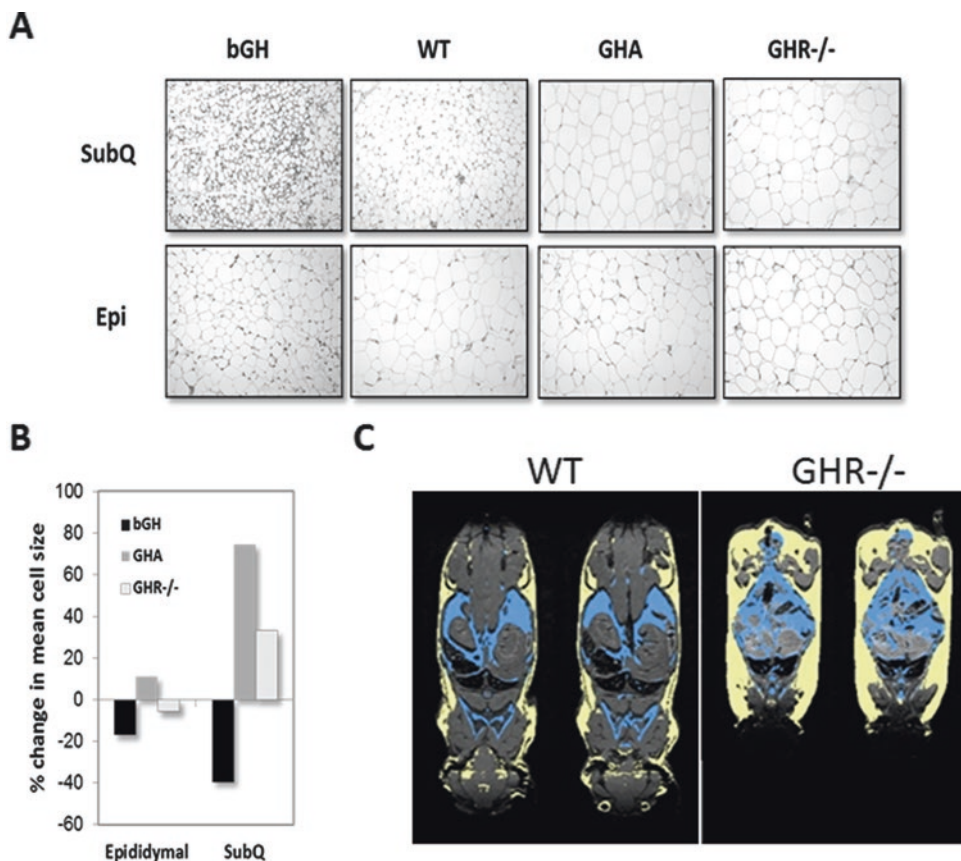 A
bGH WT GHA GHR-/-
SubQ
Epi
B
% change in mean cell size
100
80
60
40
20
0
-20
-40
-60
bGH
GHA
GHR-/-
Epididymal SubQ
C
WT GHR-/-